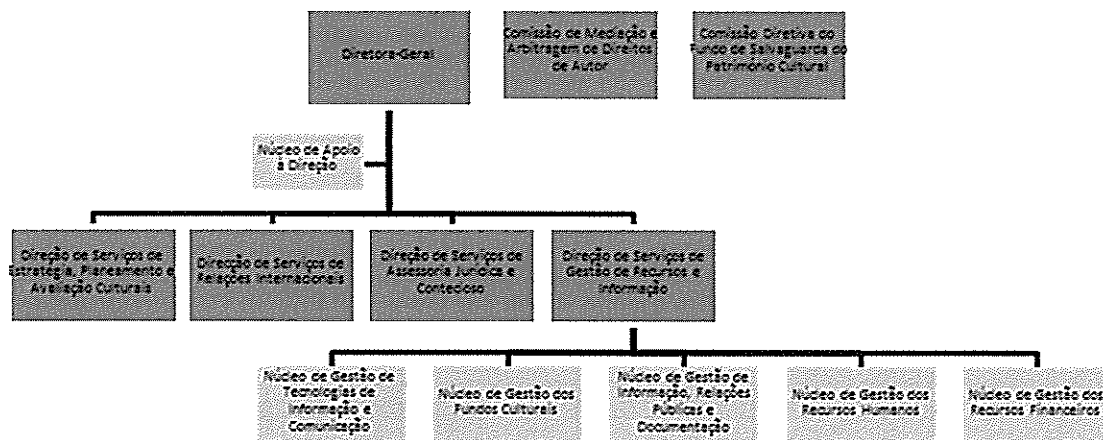 Diretora-Geral
Comissão de Mediação e
Arbitragem de Direitos
de Autor
Comissão Diretiva do
Fundo de Salvaguarda do
Património Cultural
Núcleo de Apoio
à Direção
Direção de Serviços de
Estratégia, Planeamento e
Avaliação Culturais
Direcção de Serviços de
Relações Internacionais
Direção de Serviços de
Assessoria Jurídica e
Contecioso
Direção de Serviços de
Gestão de Recursos e
Informação
Núcleo de Gestão de
Tecnologias de
Informação e
Comunicação
Núcleo de Gestão dos
Fundos Culturais
Núcleo de Gestão de
Informação, Relações
Públicas e
Documentação
Núcleo de Gestão dos
Recursos Humanos
Núcleo de Gestão dos
Recursos Financeiros